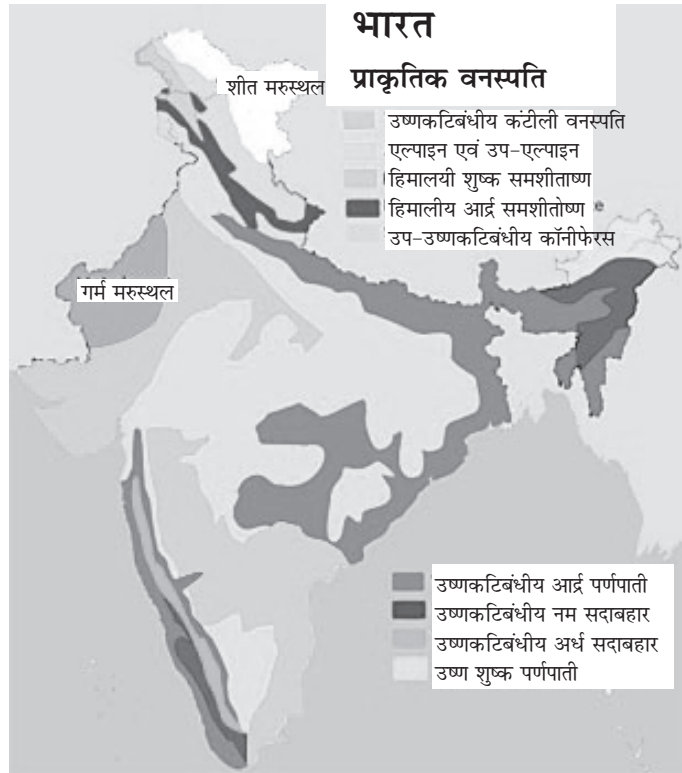 भारत
प्राकृतिक वनस्पति
शीत मरुस्थल
उष्णकटिबंधीय कंटीली वनस्पति
एल्पाइन एवं उप-एल्पाइन
हिमालयी शुष्क समशीताष्ण
हिमालीय आर्द्र समशीतोष्ण e
उप-उष्णकटिबंधीय कॉनीफेरस
गर्म मरुस्थल
उष्णकटिबंधीय आर्द्र पर्णपाती
उष्णकटिबंधीय नम सदाबहार
उष्णकटिबंधीय अर्ध सदाबहार
उष्ण शुष्क पर्णपाती